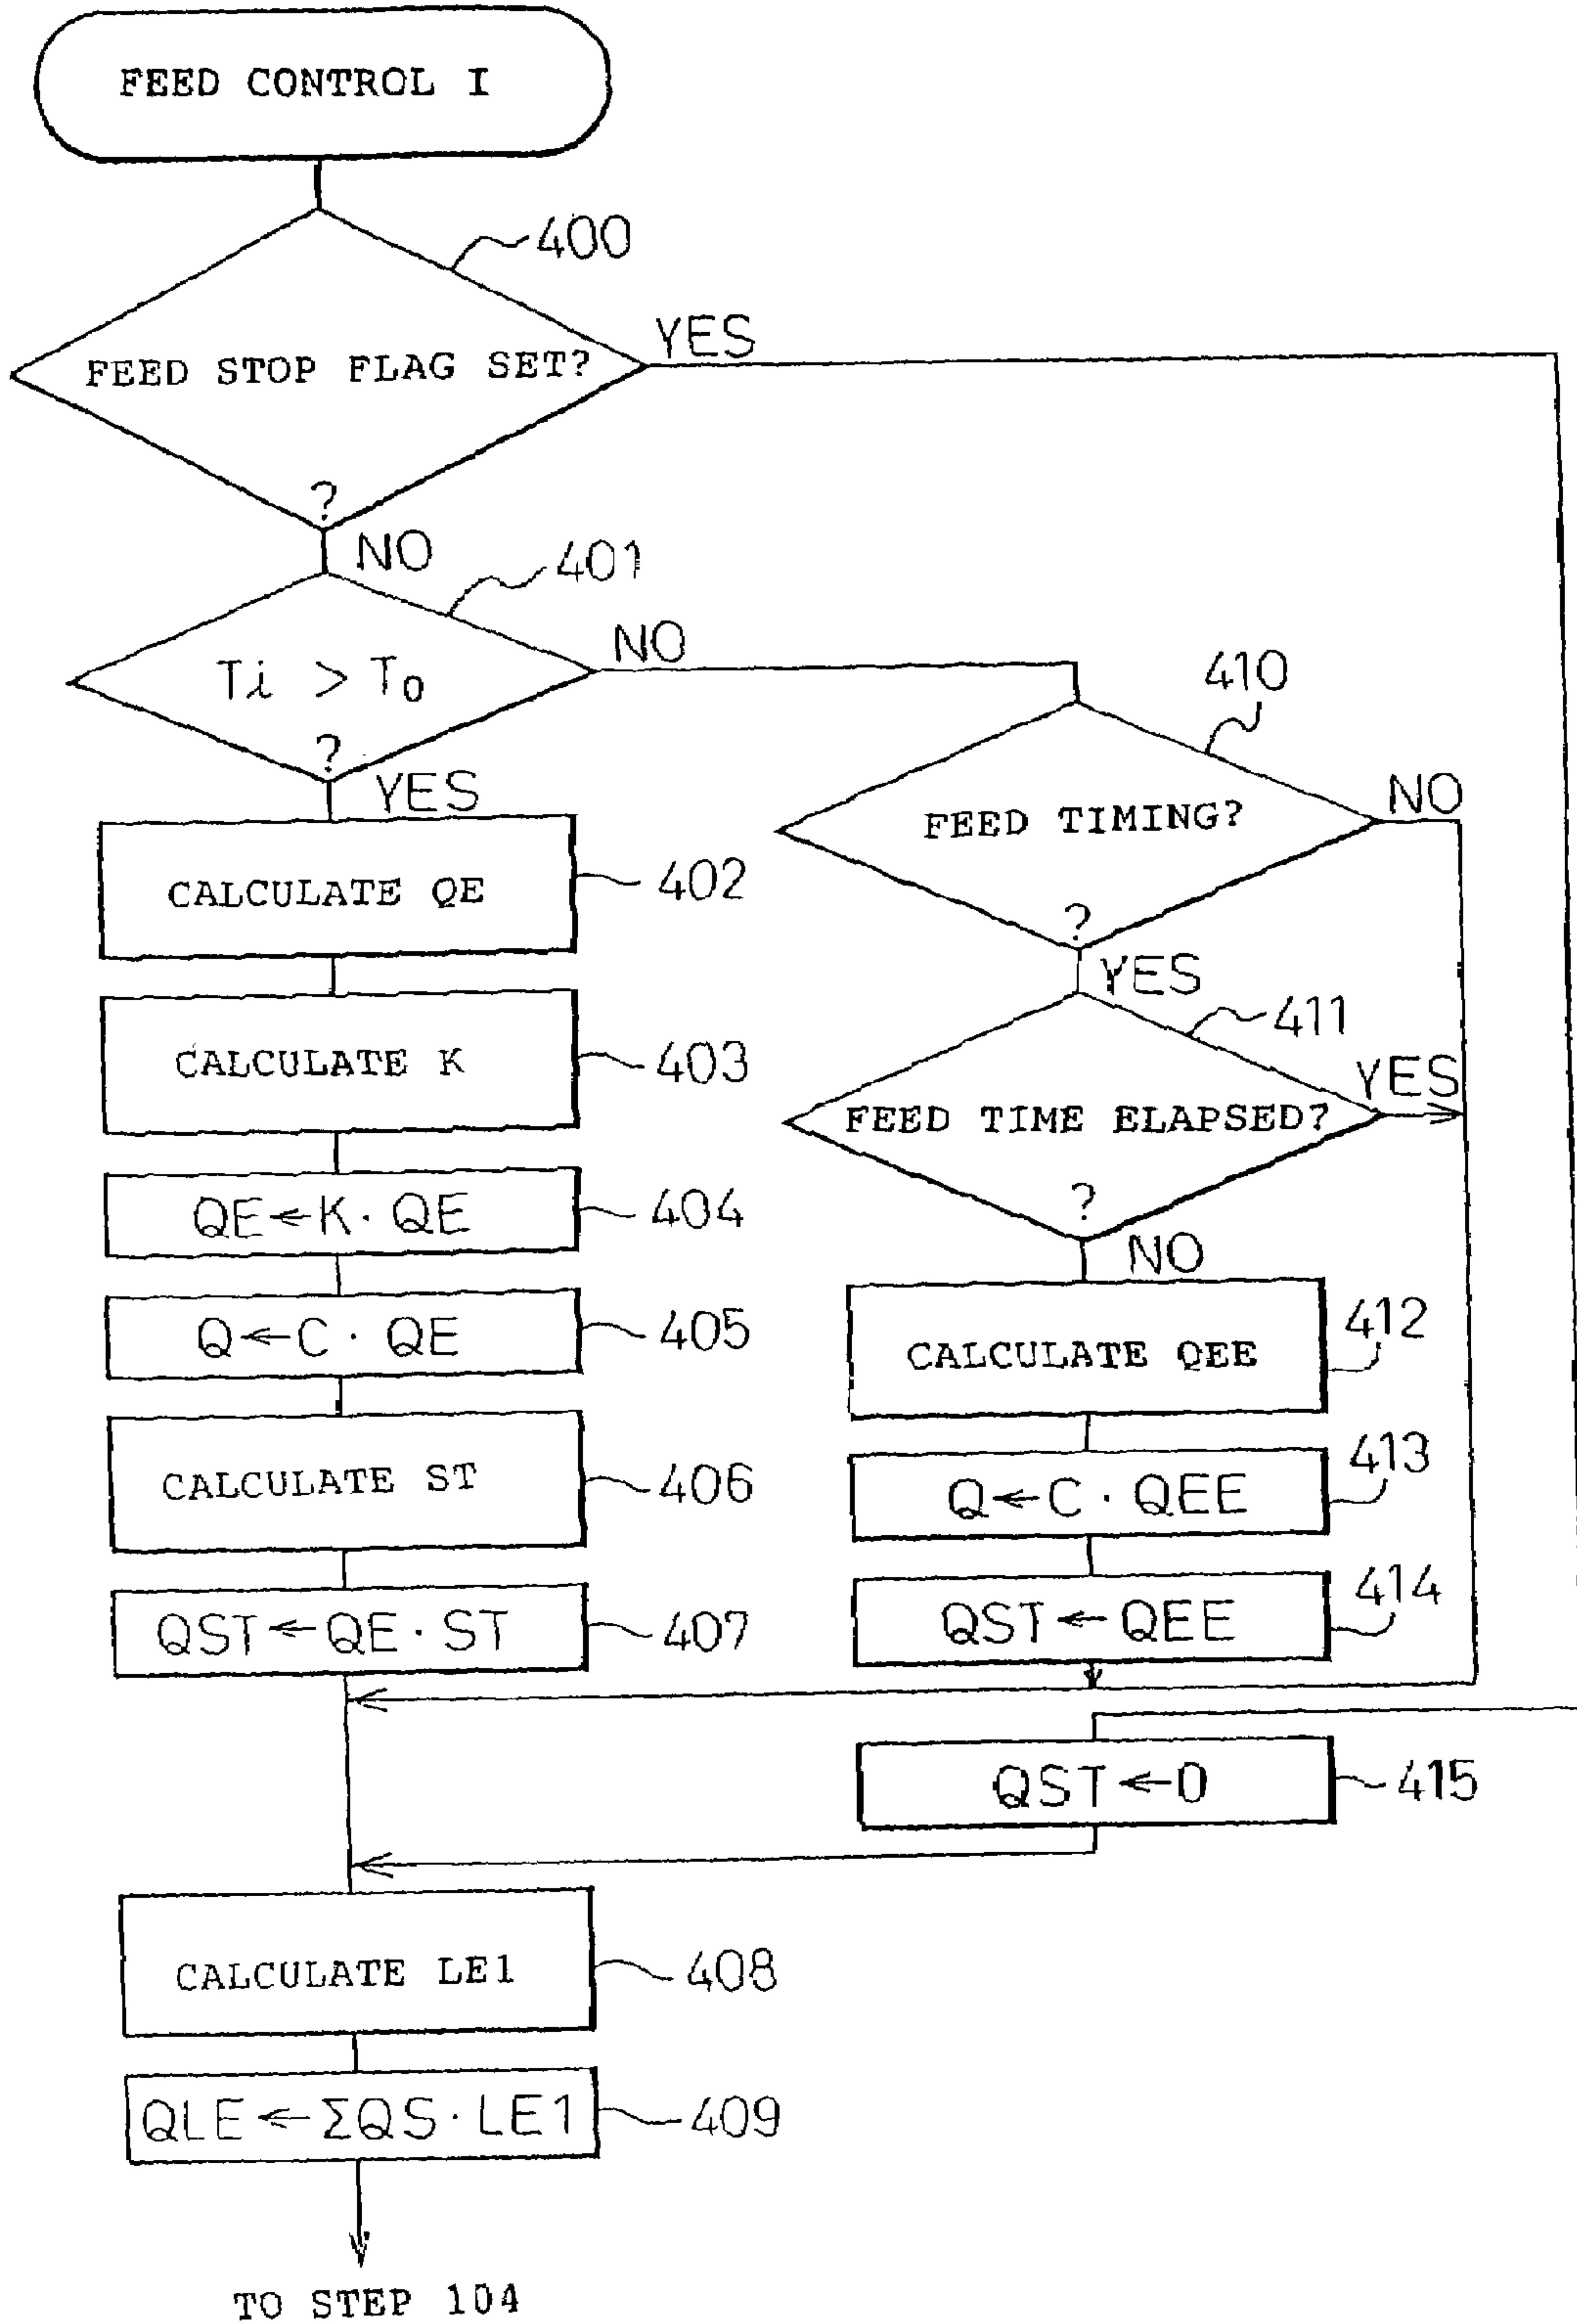 FEED CONTROL I
400
FEED STOP FLAG SET?
YES
?
NO
401
Ti > T0
NO
?
YES
410
FEED TIMING?
NO
?
YES
CALCULATE QE
402
CALCULATE K
403
411
FEED TIME ELAPSED?
YES
?
NO
QE←K· QE
404
Q←C · QE
405
CALCULATE QEE
412
CALCULATE ST
406
Q←C · QEE
413
QST←QE · ST
407
QST←QEE
414
QST←0
415
CALCULATE LE1
408
QLE←ΣQS · LE1
409
TO STEP 104